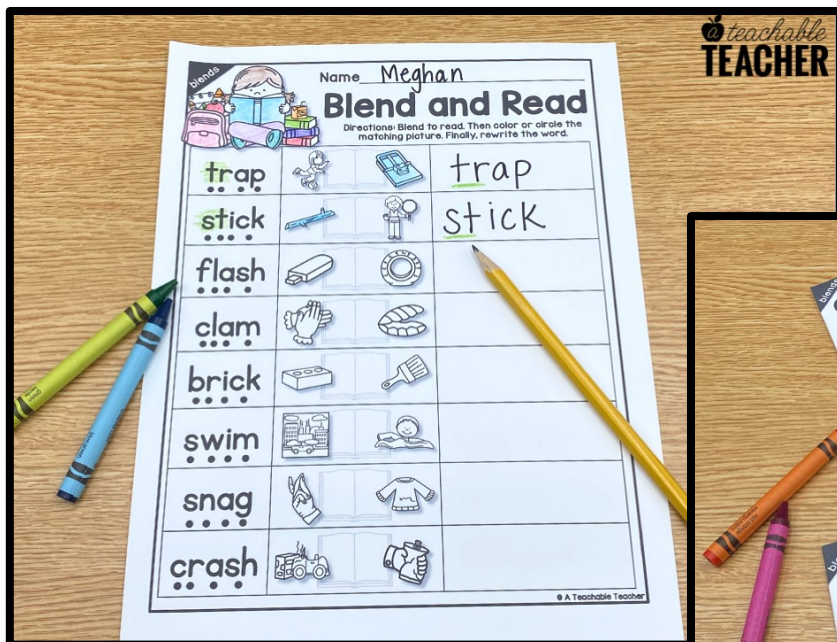 a teachable
TEACHER
blends
Name Meghan
Blend and Read
Directions: Blend to read. Then color or circle the
matching picture. Finally, rewrite the word.
trap trap
stick stick
flash
clam
brick
swim
snag
crash
© A Teachable Teacher
blends